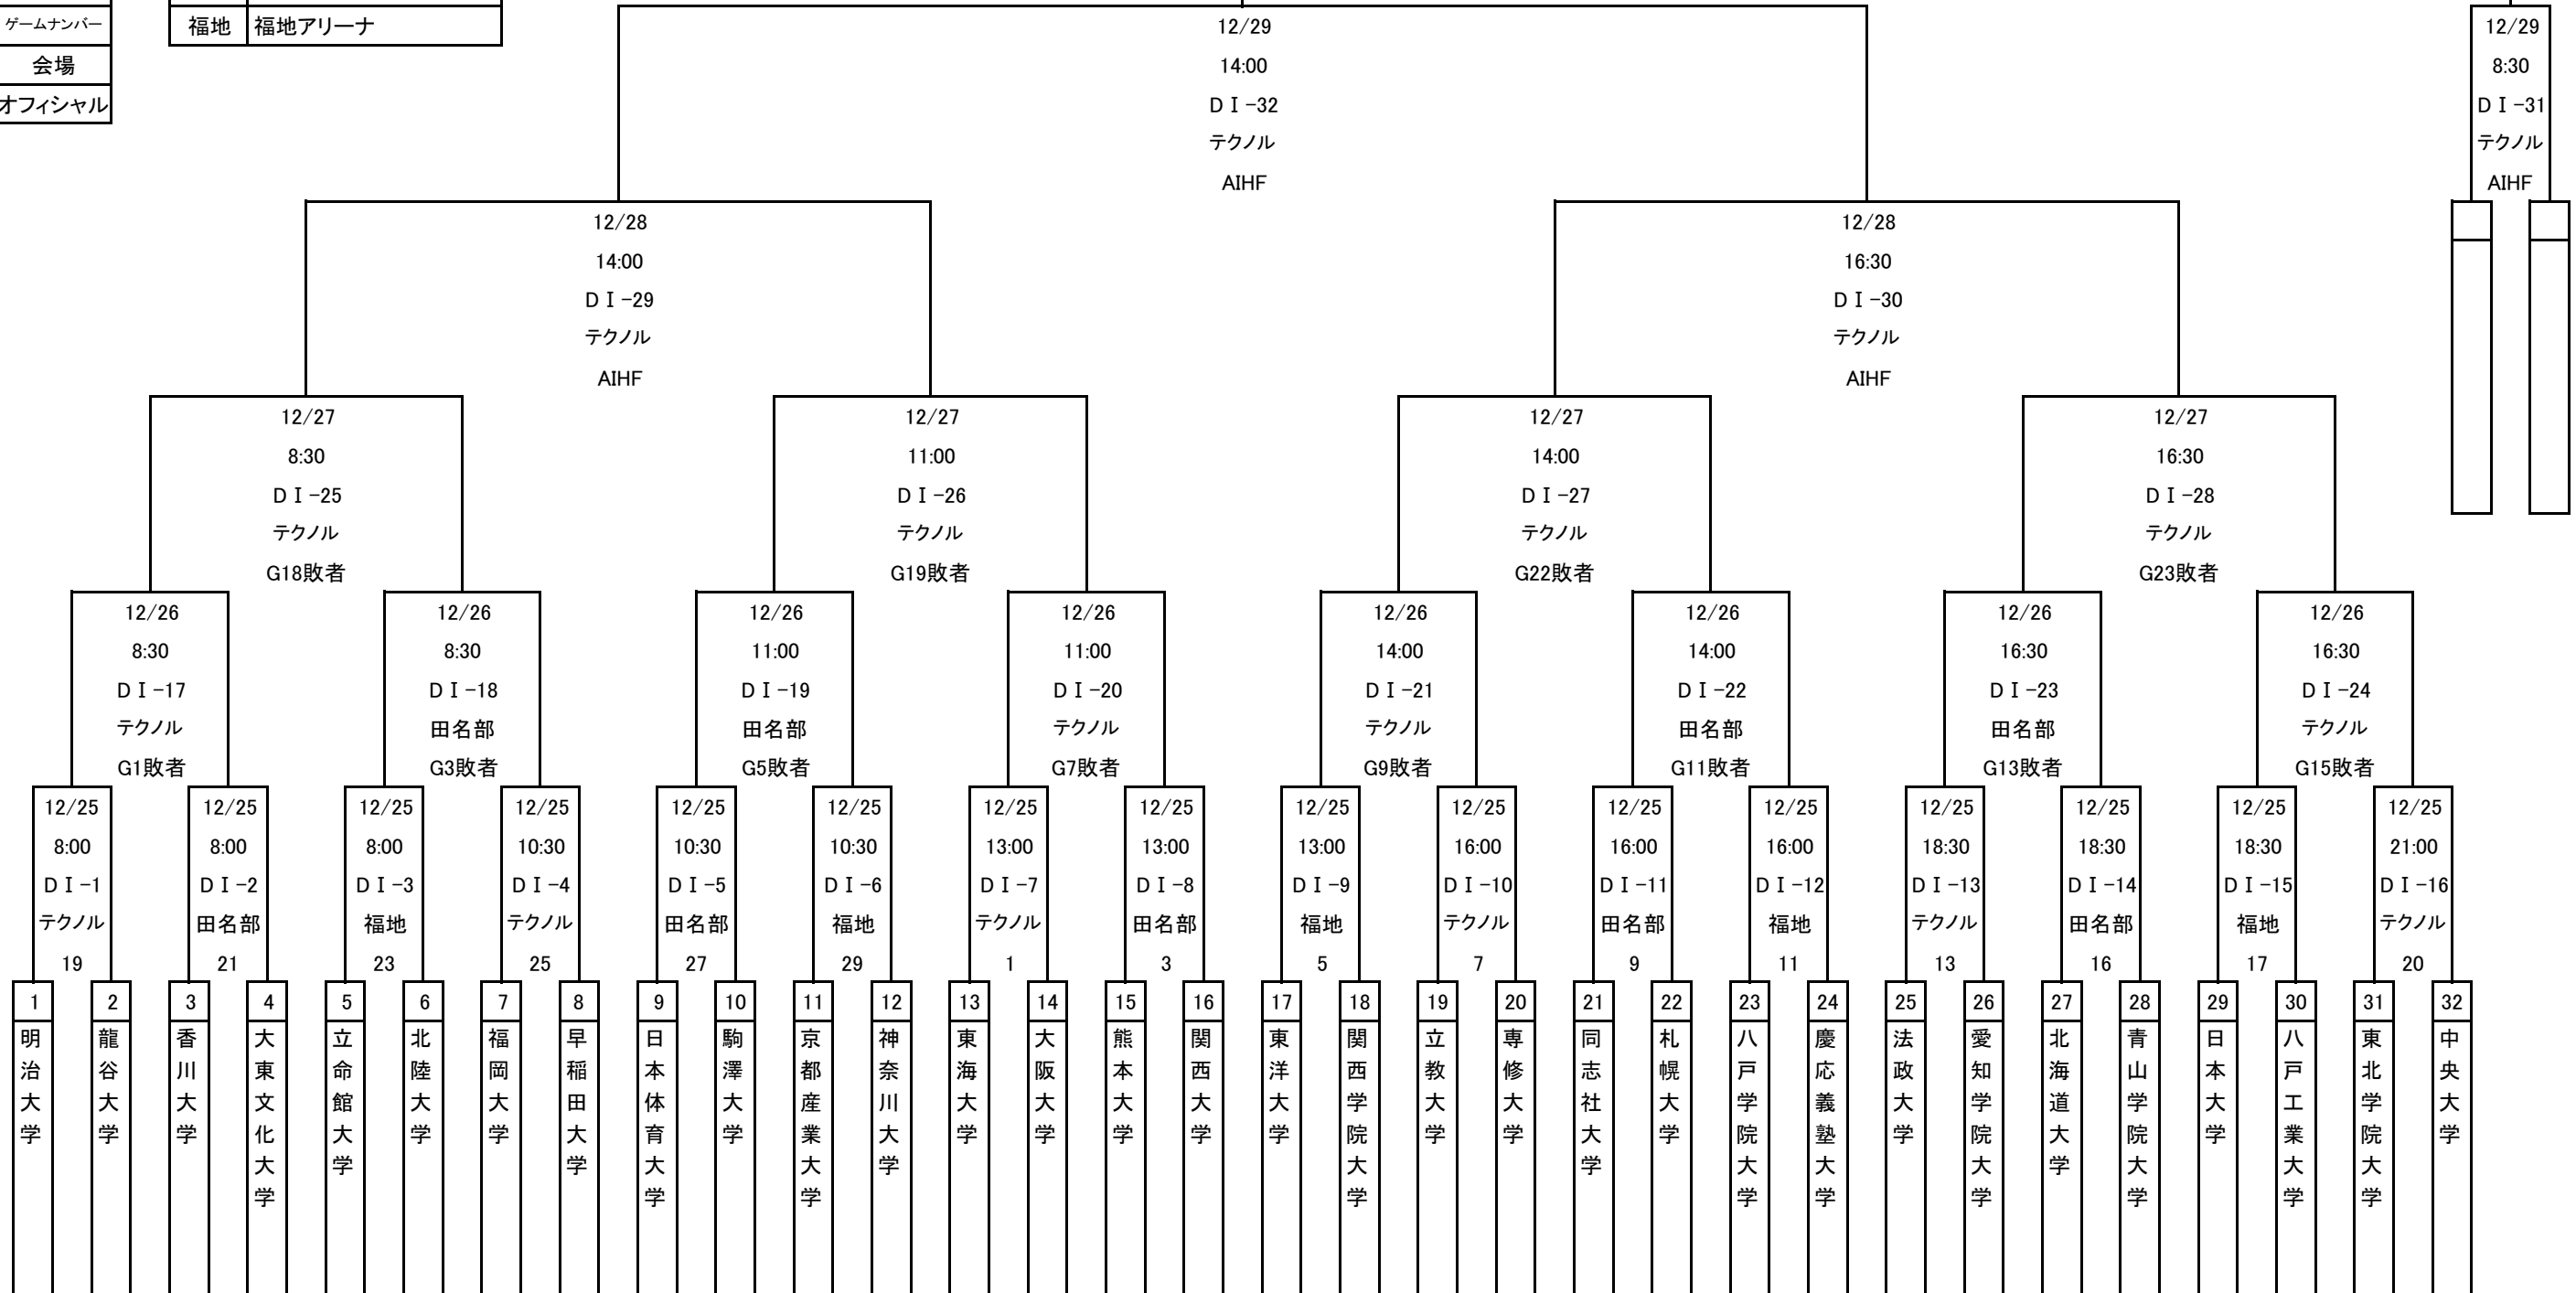 ゲームナンバー
会場
オフィシャル
福地 福地アリーナ
12/29
14:00
DⅠ-32
テクノル
AIHF
12/29
8:30
DⅠ-31
テクノル
AIHF
12/28
14:00
DⅠ-29
テクノル
AIHF
12/28
16:30
DⅠ-30
テクノル
AIHF
12/27
8:30
DⅠ-25
テクノル
G18敗者
12/27
11:00
DⅠ-26
テクノル
G19敗者
12/27
14:00
DⅠ-27
テクノル
G22敗者
12/27
16:30
DⅠ-28
テクノル
G23敗者
12/26
8:30
DⅠ-17
テクノル
G1敗者
12/26
8:30
DⅠ-18
田名部
G3敗者
12/26
11:00
DⅠ-19
田名部
G5敗者
12/26
11:00
DⅠ-20
テクノル
G7敗者
12/26
14:00
DⅠ-21
テクノル
G9敗者
12/26
14:00
DⅠ-22
田名部
G11敗者
12/26
16:30
DⅠ-23
田名部
G13敗者
12/26
16:30
DⅠ-24
テクノル
G15敗者
12/25
8:00
DⅠ-1
テクノル
19
12/25
8:00
DⅠ-2
田名部
21
12/25
8:00
DⅠ-3
福地
23
12/25
10:30
DⅠ-4
テクノル
25
12/25
10:30
DⅠ-5
田名部
27
12/25
10:30
DⅠ-6
福地
29
12/25
13:00
DⅠ-7
テクノル
1
12/25
13:00
DⅠ-8
田名部
3
12/25
13:00
DⅠ-9
福地
5
12/25
16:00
DⅠ-10
テクノル
7
12/25
16:00
DⅠ-11
田名部
9
12/25
16:00
DⅠ-12
福地
11
12/25
18:30
DⅠ-13
テクノル
13
12/25
18:30
DⅠ-14
田名部
16
12/25
18:30
DⅠ-15
福地
17
12/25
21:00
DⅠ-16
テクノル
20
1
明治大学
2
龍谷大学
3
香川大学
4
大東文化大学
5
立命館大学
6
北陸大学
7
福岡大学
8
早稲田大学
9
日本体育大学
10
駒澤大学
11
京都産業大学
12
神奈川大学
13
東海大学
14
大阪大学
15
熊本大学
16
関西大学
17
東洋大学
18
関西学院大学
19
立教大学
20
専修大学
21
同志社大学
22
札幌大学
23
八戸学院大学
24
慶応義塾大学
25
法政大学
26
愛知学院大学
27
北海道大学
28
青山学院大学
29
日本大学
30
八戸工業大学
31
東北学院大学
32
中央大学